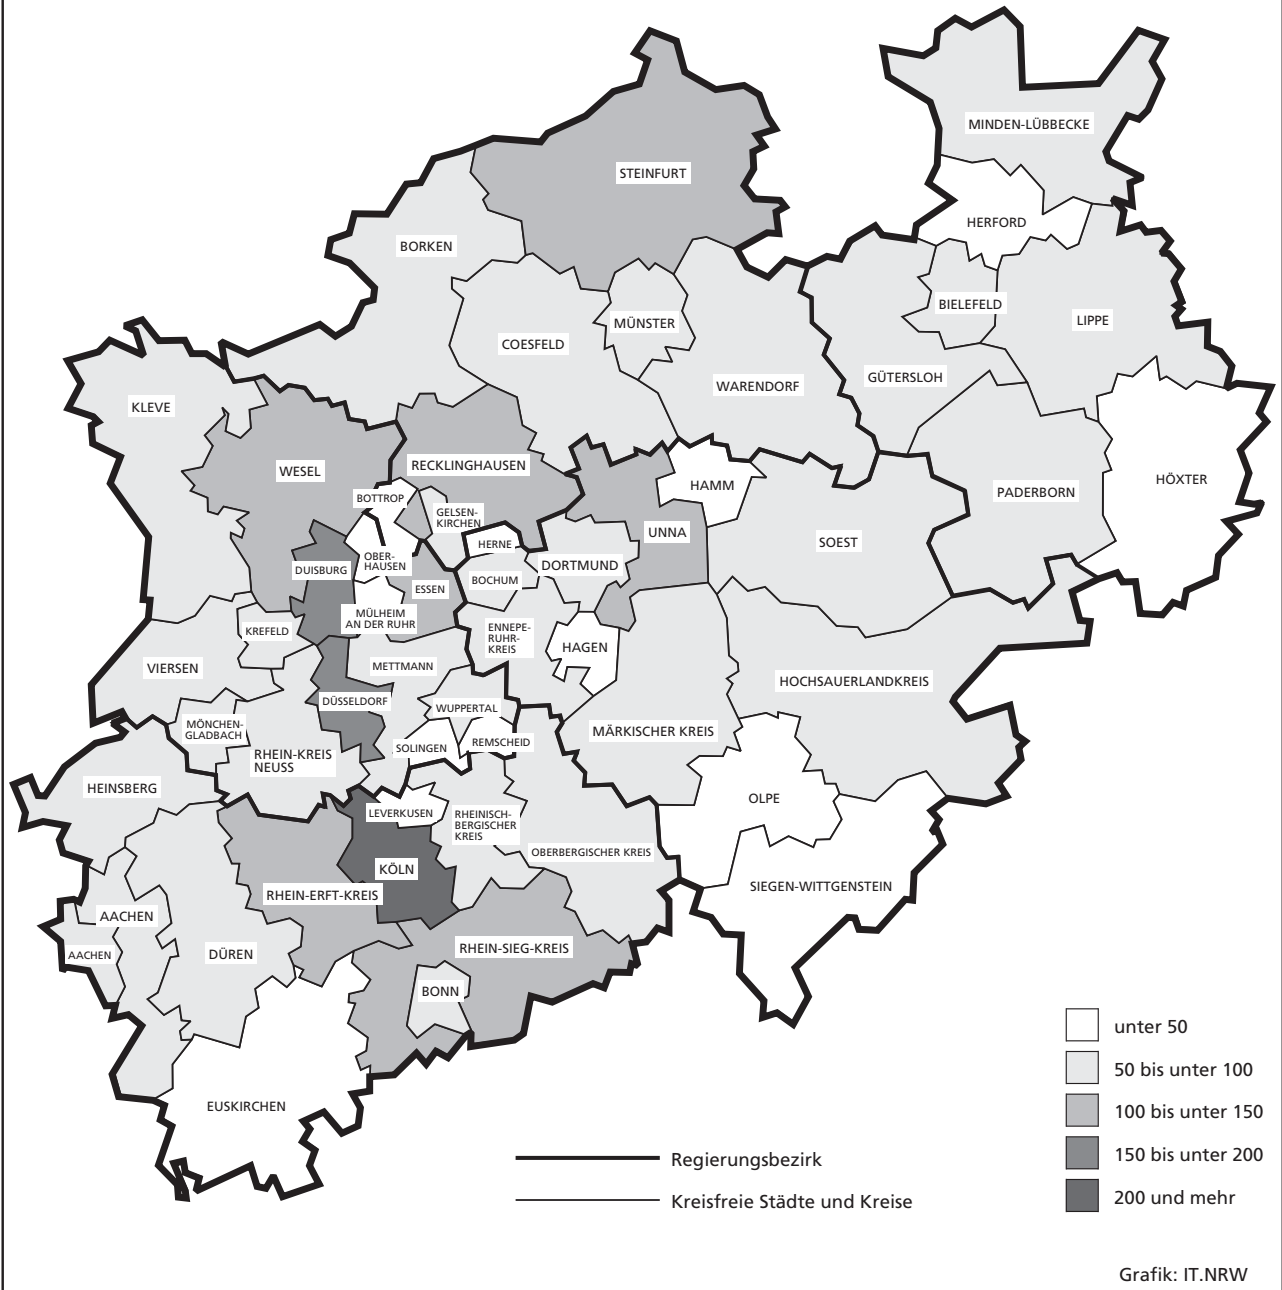 MINDEN-LÜBBECKE
STEINFURT
HERFORD
BORKEN
BIELEFELD
MÜNSTER
LIPPE
COESFELD
GÜTERSLOH
WARENDORF
KLEVE
RECKLINGHAUSEN
WESEL
HÖXTER
HAMM
PADERBORN
BOTTROP
GELSEN-
KIRCHEN
UNNA
SOEST
HERNE
OBER-
HAUSEN
DORTMUND
DUISBURG
BOCHUM
ESSEN
MÜLHEIM
AN DER RUHR
KREFELD
ENNEPE-
RUHR-
KREIS
HAGEN
VIERSEN
METTMANN
HOCHSAUERLANDKREIS
DÜSSELDORF
WUPPERTAL
MÖNCHEN-
GLADBACH
MÄRKISCHER KREIS
SOLINGEN
REMSCHEID
RHEIN-KREIS
NEUSS
HEINSBERG
OLPE
LEVERKUSEN
RHEINISCH-
BERGISCHER
KREIS
OBERBERGISCHER KREIS
KÖLN
SIEGEN-WITTGENSTEIN
RHEIN-ERFT-KREIS
AACHEN
RHEIN-SIEG-KREIS
DÜREN
AACHEN
BONN
EUSKIRCHEN
unter 50
50 bis unter 100
100 bis unter 150
150 bis unter 200
200 und mehr
Regierungsbezirk
Kreisfreie Städte und Kreise
Grafik: IT.NRW